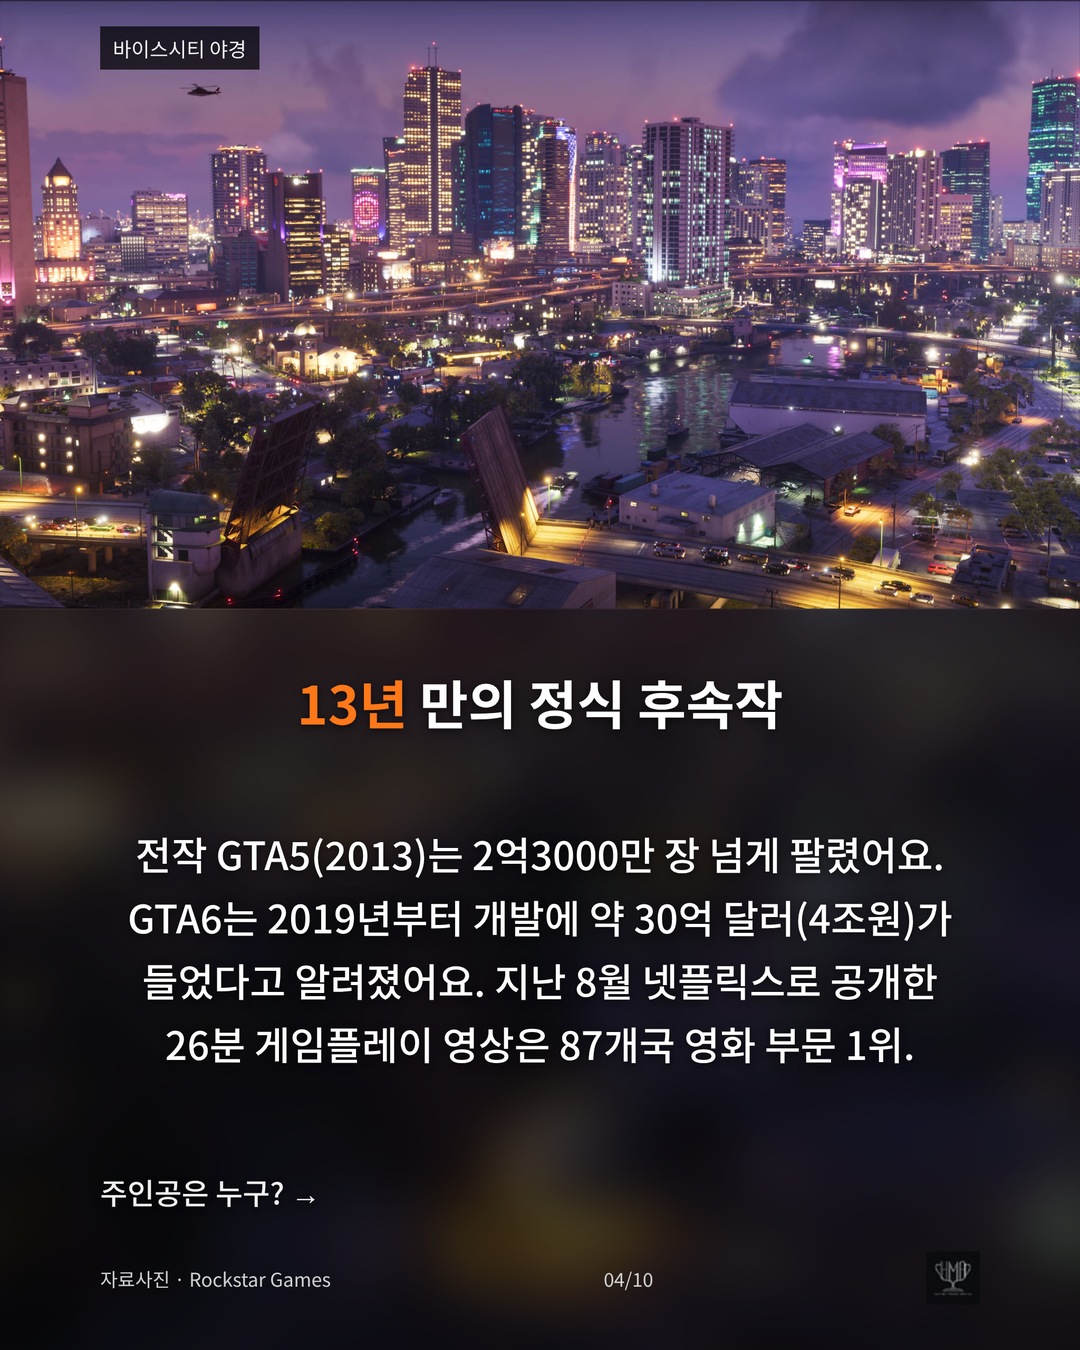 바이스시티 야경
13년 만의 정식 후속작
전작 GTA5(2013)는 2억3000만 장 넘게 팔렸어요.
GTA6는 2019년부터 개발에 약 30억 달러(4조원)가
들었다고 알려졌어요. 지난 8월 넷플릭스로 공개한
26분 게임플레이 영상은 87개국 영화 부문 1위.
주인공은 누구? →
자료사진 · Rockstar Games
04/10